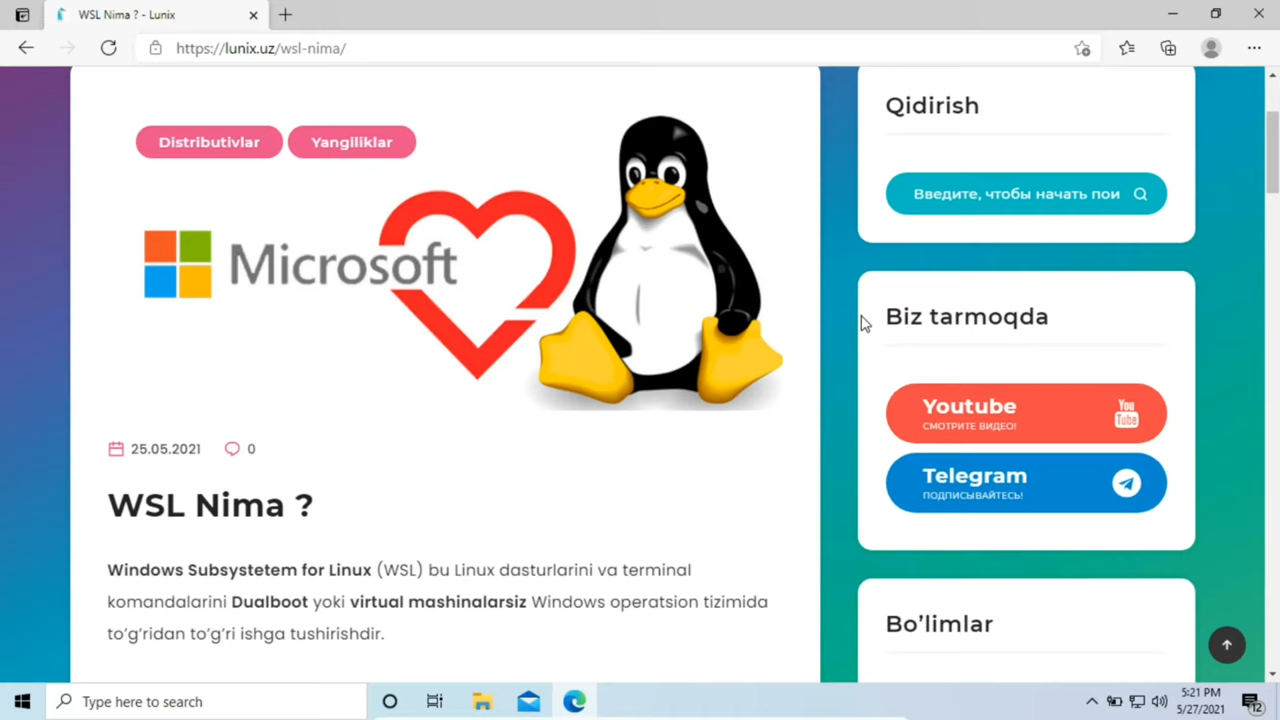 WSL Nima ? - Lunix
https://lunix.uz/wsl-nima/
Distributivlar
Yangiliklar
Microsoft
25.05.2021
0
WSL Nima ?
Windows Subsystetem for Linux (WSL) bu Linux dasturlarini va terminal
komandalarini Dualboot yoki virtual mashinalarsiz Windows operatsion tizimida
to’g’ridan to’g’ri ishga tushirishdir.
Qidirish
Введите, чтобы начать пои
Biz tarmoqda
Youtube
СМОТРИТЕ ВИДЕО!
You
Tube
Telegram
ПОДПИСЫВАЙТЕСЬ!
Bo’limlar
Type here to search
5:21 PM
5/27/2021
12